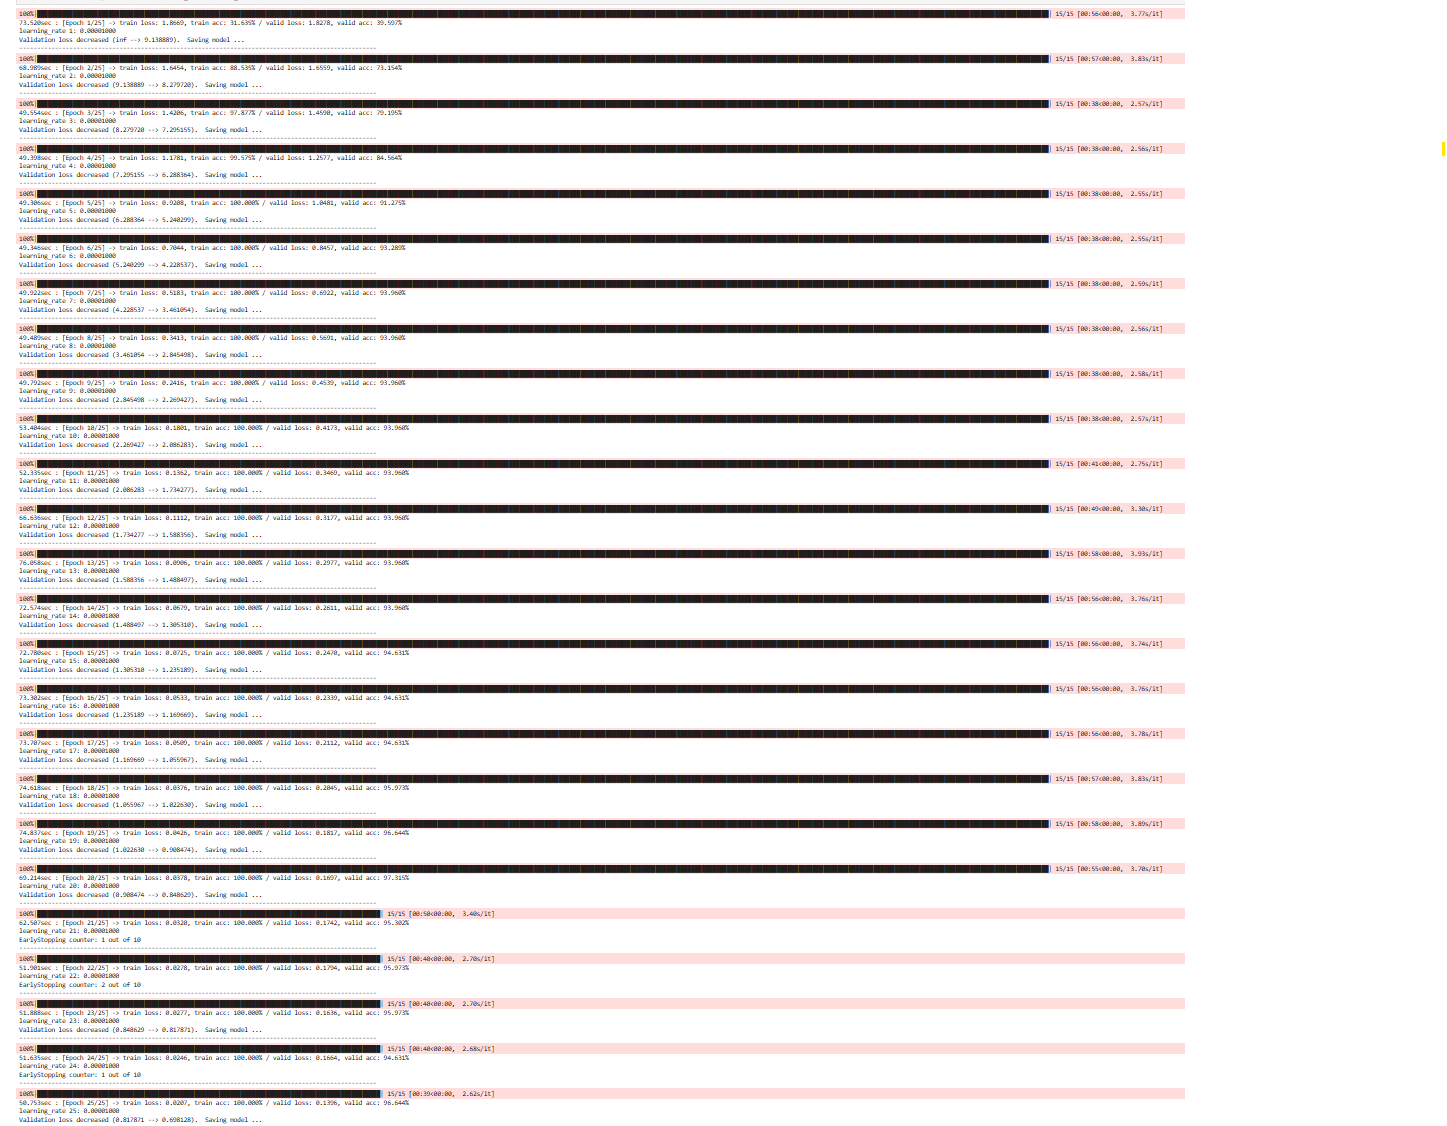 100% 15/15 [00:56<00:00, 3.77s/it]
73.520sec : [Epoch 1/25] -> train loss: 1.8669, train acc: 31.635% / valid loss: 1.8278, valid acc: 39.597%
learning_rate 1: 0.00001000
Validation loss decreased (inf --> 9.138889). Saving model ...
100% 15/15 [00:57<00:00, 3.83s/it]
68.989sec : [Epoch 2/25] -> train loss: 1.6454, train acc: 88.535% / valid loss: 1.6559, valid acc: 73.154%
learning_rate 2: 0.00001000
Validation loss decreased (9.138889 --> 8.279720). Saving model ...
100% 15/15 [00:38<00:00, 2.57s/it]
49.554sec : [Epoch 3/25] -> train loss: 1.4206, train acc: 97.877% / valid loss: 1.4590, valid acc: 79.195%
learning_rate 3: 0.00001000
Validation loss decreased (8.279720 --> 7.295155). Saving model ...
100% 15/15 [00:38<00:00, 2.56s/it]
49.398sec : [Epoch 4/25] -> train loss: 1.1781, train acc: 99.575% / valid loss: 1.2577, valid acc: 84.564%
learning_rate 4: 0.00001000
Validation loss decreased (7.295155 --> 6.288364). Saving model ...
100% 15/15 [00:38<00:00, 2.55s/it]
49.306sec : [Epoch 5/25] -> train loss: 0.9208, train acc: 100.000% / valid loss: 1.0481, valid acc: 91.275%
learning_rate 5: 0.00001000
Validation loss decreased (6.288364 --> 5.240299). Saving model ...
100% 15/15 [00:38<00:00, 2.55s/it]
49.346sec : [Epoch 6/25] -> train loss: 0.7044, train acc: 100.000% / valid loss: 0.8457, valid acc: 93.289%
learning_rate 6: 0.00001000
Validation loss decreased (5.240299 --> 4.228537). Saving model ...
100% 15/15 [00:38<00:00, 2.59s/it]
49.922sec : [Epoch 7/25] -> train loss: 0.5183, train acc: 100.000% / valid loss: 0.6922, valid acc: 93.960%
learning_rate 7: 0.00001000
Validation loss decreased (4.228537 --> 3.461054). Saving model ...
100% 15/15 [00:38<00:00, 2.56s/it]
49.489sec : [Epoch 8/25] -> train loss: 0.3413, train acc: 100.000% / valid loss: 0.5691, valid acc: 93.960%
learning_rate 8: 0.00001000
Validation loss decreased (3.461054 --> 2.845498). Saving model ...
100% 15/15 [00:38<00:00, 2.58s/it]
49.792sec : [Epoch 9/25] -> train loss: 0.2416, train acc: 100.000% / valid loss: 0.4539, valid acc: 93.960%
learning_rate 9: 0.00001000
Validation loss decreased (2.845498 --> 2.269427). Saving model ...
100% 15/15 [00:38<00:00, 2.57s/it]
53.404sec : [Epoch 10/25] -> train loss: 0.1801, train acc: 100.000% / valid loss: 0.4173, valid acc: 93.960%
learning_rate 10: 0.00001000
Validation loss decreased (2.269427 --> 2.086283). Saving model ...
100% 15/15 [00:41<00:00, 2.75s/it]
52.335sec : [Epoch 11/25] -> train loss: 0.1362, train acc: 100.000% / valid loss: 0.3469, valid acc: 93.960%
learning_rate 11: 0.00001000
Validation loss decreased (2.086283 --> 1.734277). Saving model ...
100% 15/15 [00:49<00:00, 3.30s/it]
66.636sec : [Epoch 12/25] -> train loss: 0.1112, train acc: 100.000% / valid loss: 0.3177, valid acc: 93.960%
learning_rate 12: 0.00001000
Validation loss decreased (1.734277 --> 1.588356). Saving model ...
100% 15/15 [00:58<00:00, 3.93s/it]
76.058sec : [Epoch 13/25] -> train loss: 0.0906, train acc: 100.000% / valid loss: 0.2977, valid acc: 93.960%
learning_rate 13: 0.00001000
Validation loss decreased (1.588356 --> 1.488497). Saving model ...
100% 15/15 [00:56<00:00, 3.76s/it]
72.574sec : [Epoch 14/25] -> train loss: 0.0679, train acc: 100.000% / valid loss: 0.2611, valid acc: 93.960%
learning_rate 14: 0.00001000
Validation loss decreased (1.488497 --> 1.305310). Saving model ...
100% 15/15 [00:56<00:00, 3.74s/it]
72.780sec : [Epoch 15/25] -> train loss: 0.0725, train acc: 100.000% / valid loss: 0.2470, valid acc: 94.631%
learning_rate 15: 0.00001000
Validation loss decreased (1.305310 --> 1.235189). Saving model ...
100% 15/15 [00:56<00:00, 3.76s/it]
73.302sec : [Epoch 16/25] -> train loss: 0.0533, train acc: 100.000% / valid loss: 0.2339, valid acc: 94.631%
learning_rate 16: 0.00001000
Validation loss decreased (1.235189 --> 1.169669). Saving model ...
100% 15/15 [00:56<00:00, 3.78s/it]
73.707sec : [Epoch 17/25] -> train loss: 0.0509, train acc: 100.000% / valid loss: 0.2112, valid acc: 94.631%
learning_rate 17: 0.00001000
Validation loss decreased (1.169669 --> 1.055967). Saving model ...
100% 15/15 [00:57<00:00, 3.83s/it]
74.618sec : [Epoch 18/25] -> train loss: 0.0376, train acc: 100.000% / valid loss: 0.2045, valid acc: 95.973%
learning_rate 18: 0.00001000
Validation loss decreased (1.055967 --> 1.022630). Saving model ...
100% 15/15 [00:58<00:00, 3.89s/it]
74.837sec : [Epoch 19/25] -> train loss: 0.0426, train acc: 100.000% / valid loss: 0.1817, valid acc: 96.644%
learning_rate 19: 0.00001000
Validation loss decreased (1.022630 --> 0.908474). Saving model ...
100% 15/15 [00:55<00:00, 3.70s/it]
69.214sec : [Epoch 20/25] -> train loss: 0.0378, train acc: 100.000% / valid loss: 0.1697, valid acc: 97.315%
learning_rate 20: 0.00001000
Validation loss decreased (0.908474 --> 0.848629). Saving model ...
100% 15/15 [00:50<00:00, 3.40s/it]
62.507sec : [Epoch 21/25] -> train loss: 0.0320, train acc: 100.000% / valid loss: 0.1742, valid acc: 95.302%
learning_rate 21: 0.00001000
EarlyStopping counter: 1 out of 10
100% 15/15 [00:40<00:00, 2.70s/it]
51.901sec : [Epoch 22/25] -> train loss: 0.0278, train acc: 100.000% / valid loss: 0.1794, valid acc: 95.973%
learning_rate 22: 0.00001000
EarlyStopping counter: 2 out of 10
100% 15/15 [00:40<00:00, 2.70s/it]
51.888sec : [Epoch 23/25] -> train loss: 0.0277, train acc: 100.000% / valid loss: 0.1636, valid acc: 95.973%
learning_rate 23: 0.00001000
Validation loss decreased (0.848629 --> 0.817871). Saving model ...
100% 15/15 [00:40<00:00, 2.68s/it]
51.635sec : [Epoch 24/25] -> train loss: 0.0246, train acc: 100.000% / valid loss: 0.1664, valid acc: 94.631%
learning_rate 24: 0.00001000
EarlyStopping counter: 1 out of 10
100% 15/15 [00:39<00:00, 2.62s/it]
50.753sec : [Epoch 25/25] -> train loss: 0.0207, train acc: 100.000% / valid loss: 0.1396, valid acc: 96.644%
learning_rate 25: 0.00001000
Validation loss decreased (0.817871 --> 0.698128). Saving model ...